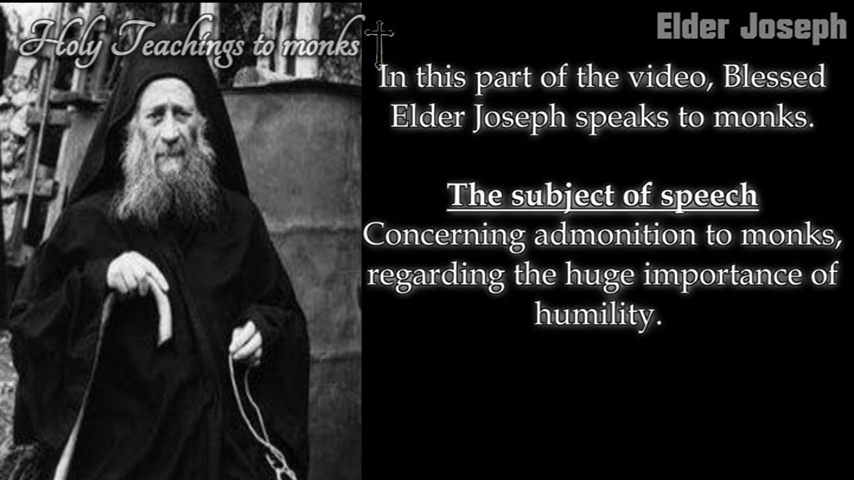 Holy Teachings to monks
Elder Joseph
In this part of the video, Blessed
Elder Joseph speaks to monks.
The subject of speech
Concerning admonition to monks,
regarding the huge importance of
humility.